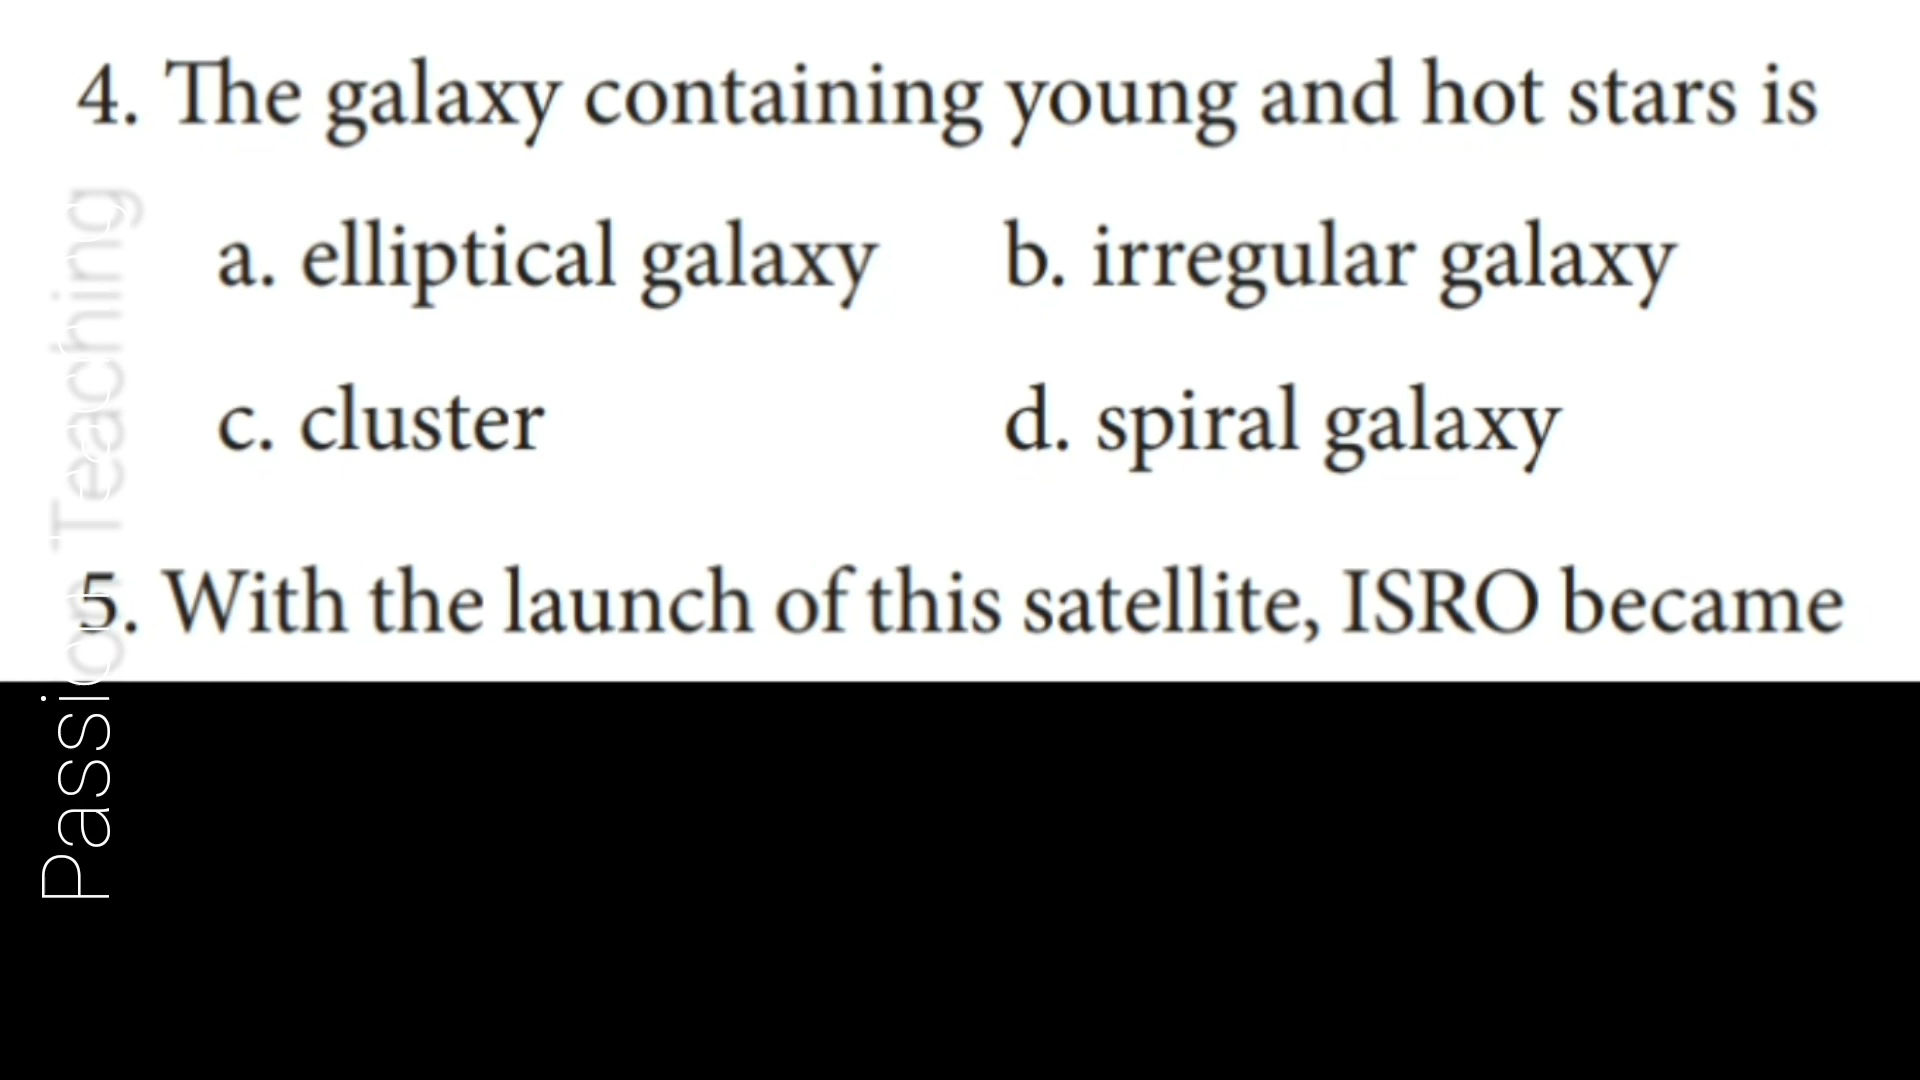 4. The galaxy containing young and hot stars is
a. elliptical galaxy b. irregular galaxy
c. cluster d. spiral galaxy
5. With the launch of this satellite, ISRO became
Passion Teaching